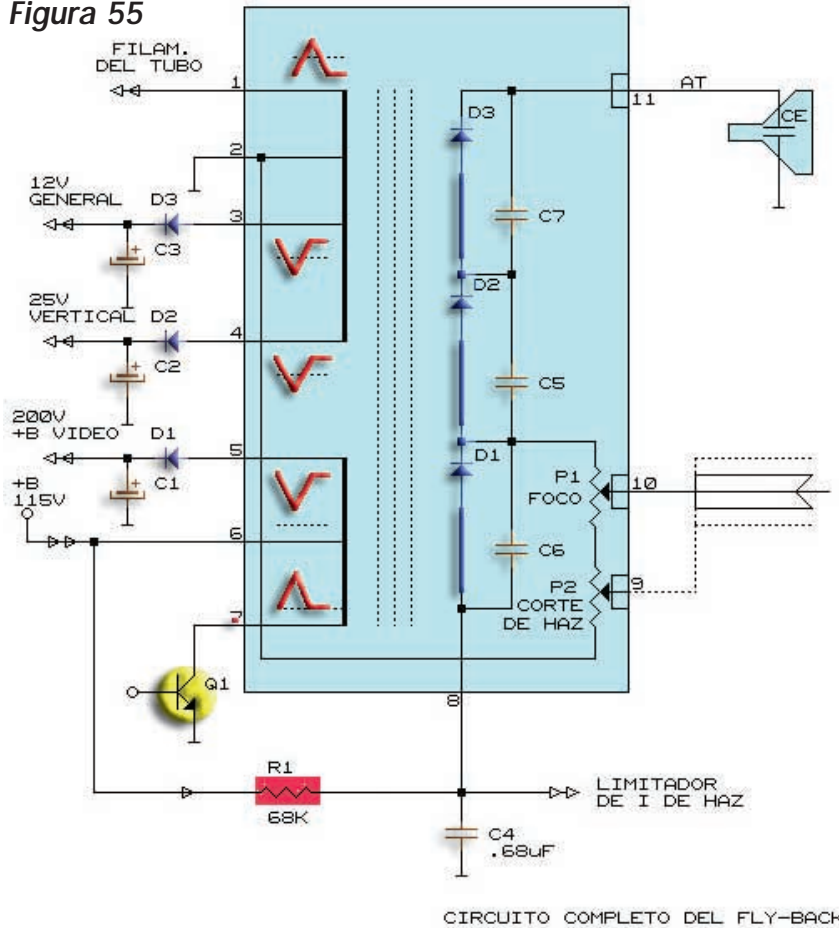 Figura 55
FILAM.
DEL TUBO
1
2
12V
GENERAL
D3
3
C3
25V
VERTICAL
D2
4
C2
200V
+B VIDEO
D1
5
C1
+B
115V
6
7
Q1
D3
C7
D2
C5
D1
C6
P1
FOCO
10
P2
CORTE
DE HAZ
9
11
AT
CE
8
R1
68K
LIMITADOR
DE I DE HAZ
C4
.68uF
CIRCUITO COMPLETO DEL FLY-BACK